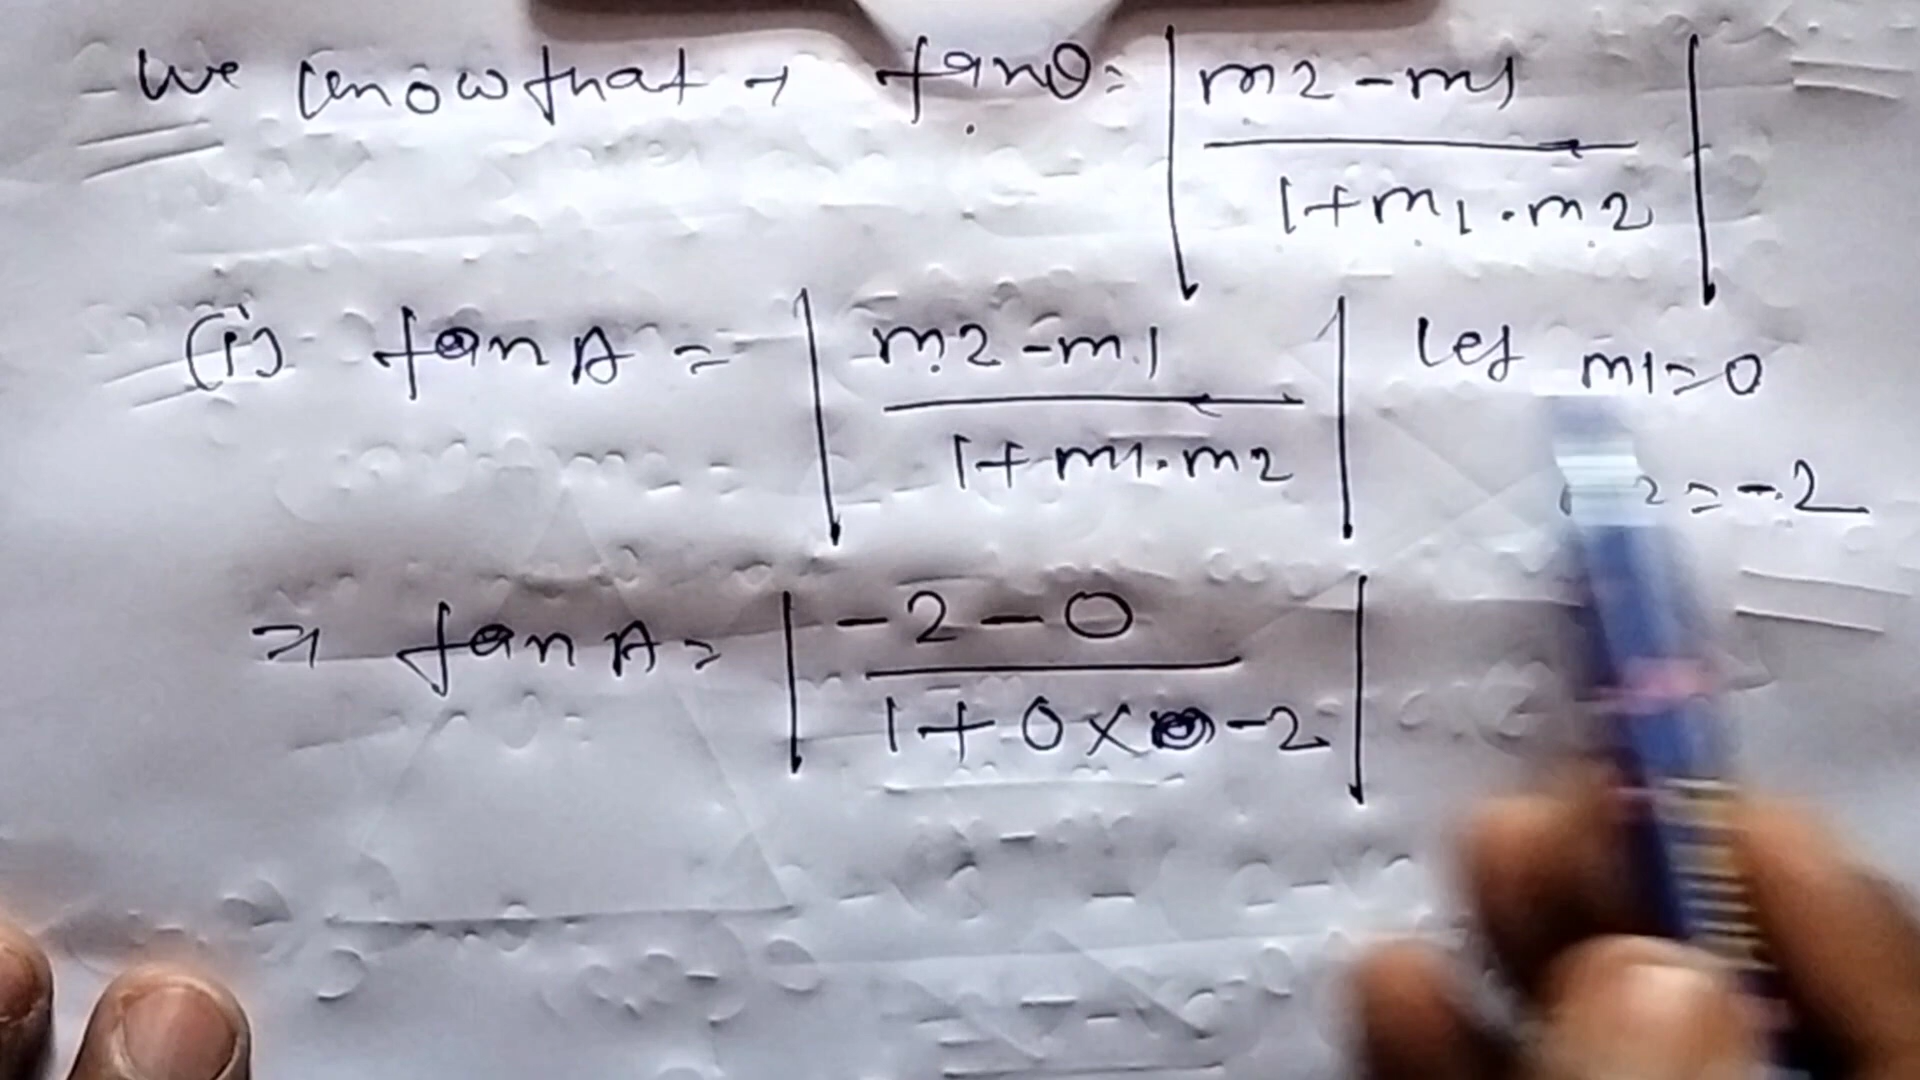 We know that → tanθ = | m2 - m1 / 1 + m1 . m2 |
(i) tan A = | m2 - m1 / 1 + m1 . m2 | let m1 = 0
2 = -2
⇒ tan A = | -2 - 0 / 1 + 0 × -2 |